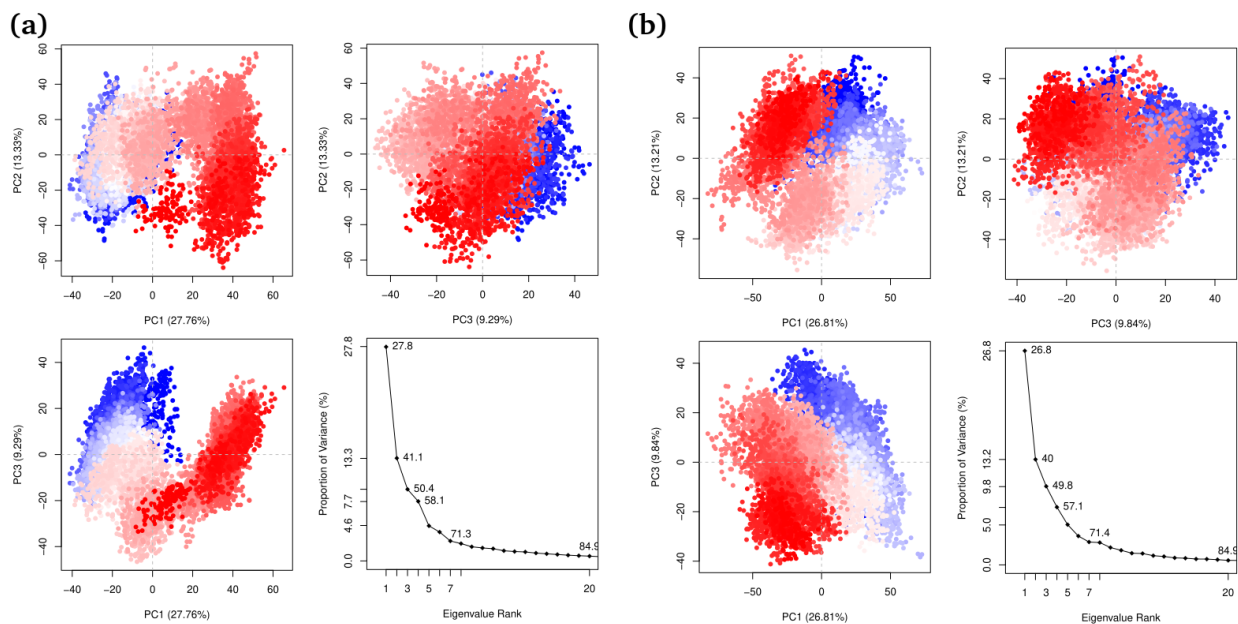 (a)
60
40
20
0
−20
−40
−60
PC2 (13.33%)
−40 −20 0 20 40 60
PC1 (27.76%)
60
40
20
0
−20
−40
−60
PC2 (13.33%)
−40 −20 0 20 40
PC3 (9.29%)
40
20
0
−20
−40
PC3 (9.29%)
−40 −20 0 20 40 60
PC1 (27.76%)
27.8
13.3
9.8
7.7
4.6
0.0
Proportion of Variance (%)
27.8
41.1
50.4
58.1
71.3
84.9
1 3 5 7 20
Eigenvalue Rank
(b)
40
20
0
−20
−40
PC2 (13.21%)
−50 0 50
PC1 (26.81%)
40
20
0
−20
−40
PC2 (13.21%)
−40 −20 0 20 40
PC3 (9.84%)
40
20
0
−20
−40
PC3 (9.84%)
−50 0 50
PC1 (26.81%)
26.8
13.2
9.8
5.0
0.0
Proportion of Variance (%)
26.8
40
49.8
57.1
71.4
84.9
1 3 5 7 20
Eigenvalue Rank